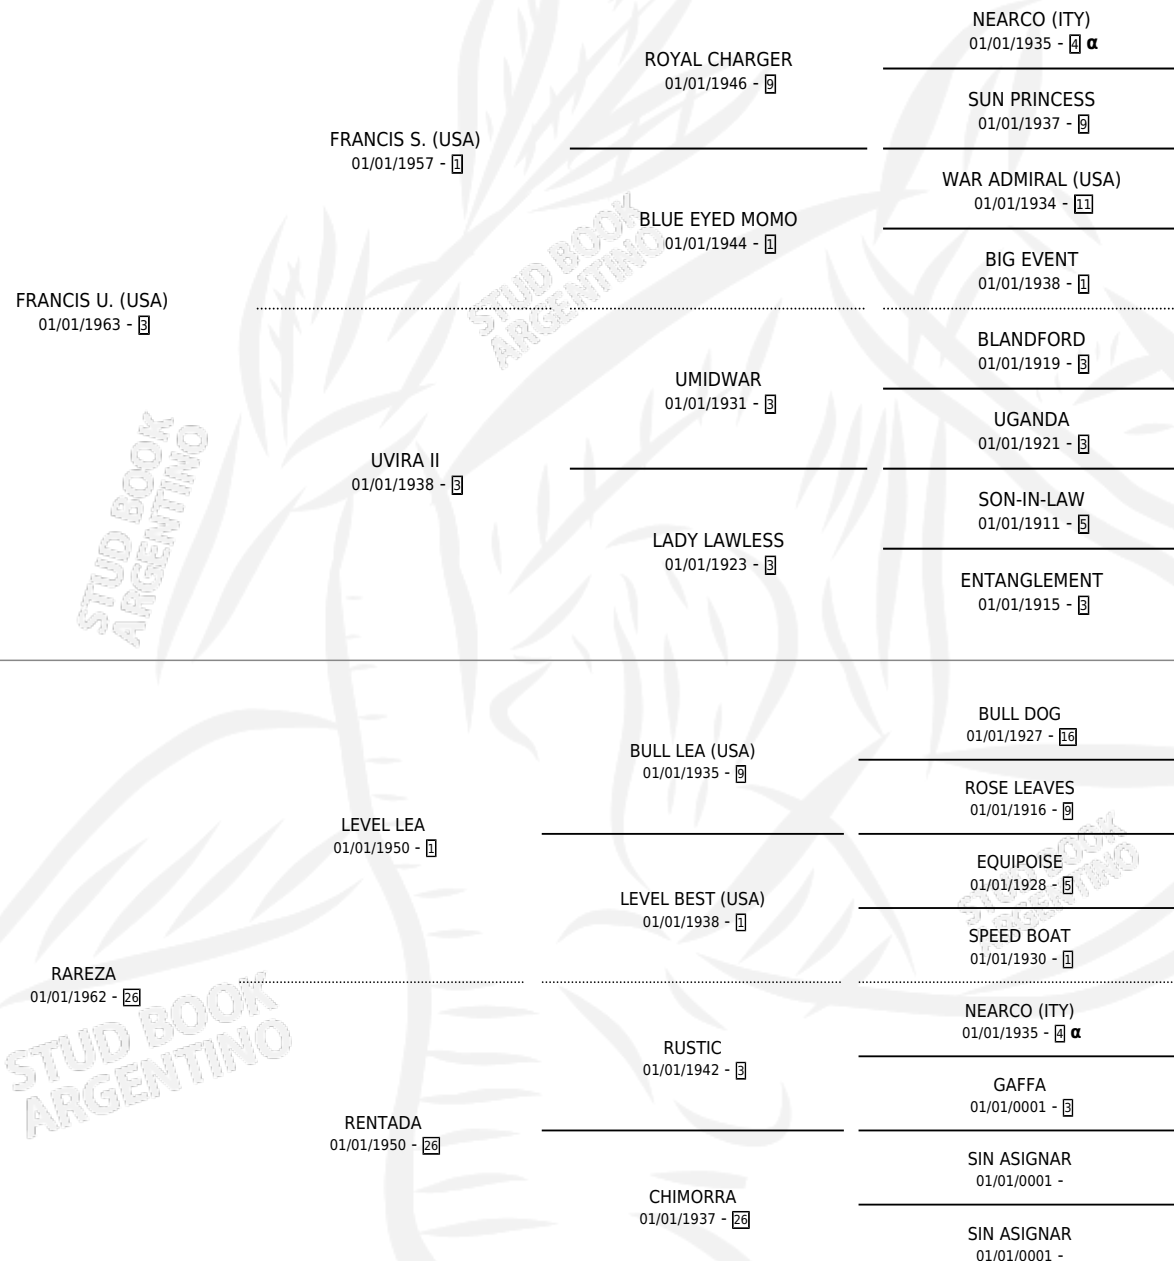 NEARCO (ITY)
01/01/1935 - 4 α
ROYAL CHARGER
01/01/1946 - 9
SUN PRINCESS
01/01/1937 - 9
FRANCIS S. (USA)
01/01/1957 - 1
WAR ADMIRAL (USA)
01/01/1934 - 11
BLUE EYED MOMO
01/01/1944 - 1
BIG EVENT
01/01/1938 - 1
FRANCIS U. (USA)
01/01/1963 - 3
BLANDFORD
01/01/1919 - 3
UMIDWAR
01/01/1931 - 3
UGANDA
01/01/1921 - 3
UVIRA II
01/01/1938 - 3
SON-IN-LAW
01/01/1911 - 5
LADY LAWLESS
01/01/1923 - 3
ENTANGLEMENT
01/01/1915 - 3
BULL DOG
01/01/1927 - 16
BULL LEA (USA)
01/01/1935 - 9
ROSE LEAVES
01/01/1916 - 9
LEVEL LEA
01/01/1950 - 1
EQUIPOISE
01/01/1928 - 5
LEVEL BEST (USA)
01/01/1938 - 1
SPEED BOAT
01/01/1930 - 1
RAREZA
01/01/1962 - 26
NEARCO (ITY)
01/01/1935 - 4 α
RUSTIC
01/01/1942 - 3
GAFFA
01/01/0001 - 3
RENTADA
01/01/1950 - 26
SIN ASIGNAR
01/01/0001 -
CHIMORRA
01/01/1937 - 26
SIN ASIGNAR
01/01/0001 -
STUD BOOK
ARGENTINO
STUD BOOK
ARGENTINO
STUD BOOK
ARGENTINO
STUD BOOK
ARGENTINO